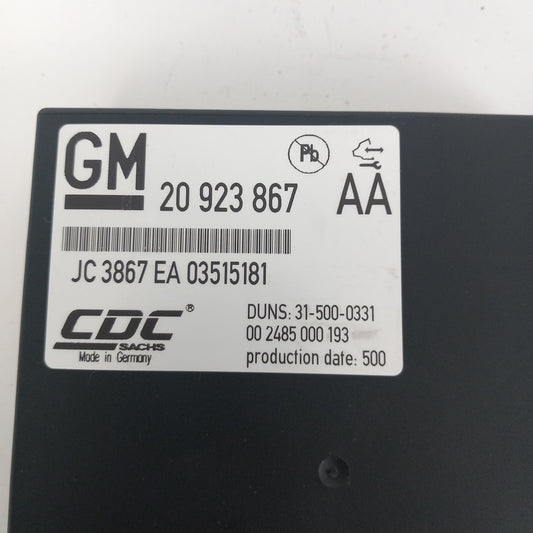 GM
Pb
20 923 867 AA
JC 3867 EA 03515181
CDC®
SACHS
Made in Germany
DUNS: 31-500-0331
00 2485 000 193
production date: 500